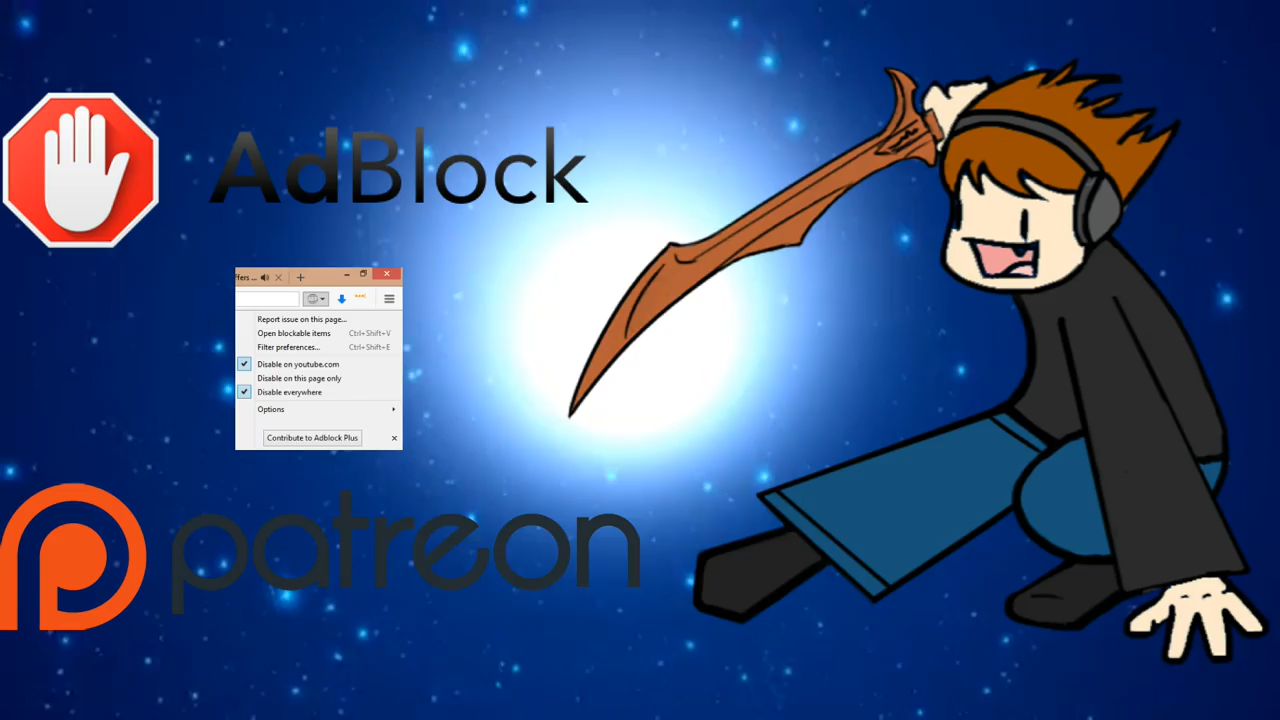 AdBlock
ffers ...
Report issue on this page...
Open blockable items Ctrl+Shift+V
Filter preferences... Ctrl+Shift+E
Disable on youtube.com
Disable on this page only
Disable everywhere
Options
Contribute to Adblock Plus
patreon